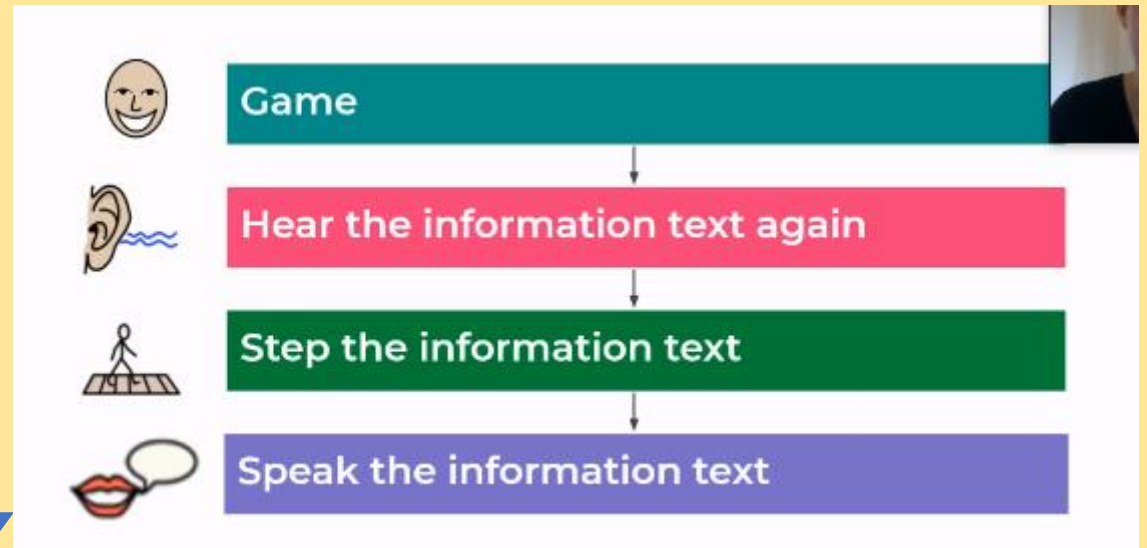 Game
Hear the information text again
Step the information text
Speak the information text